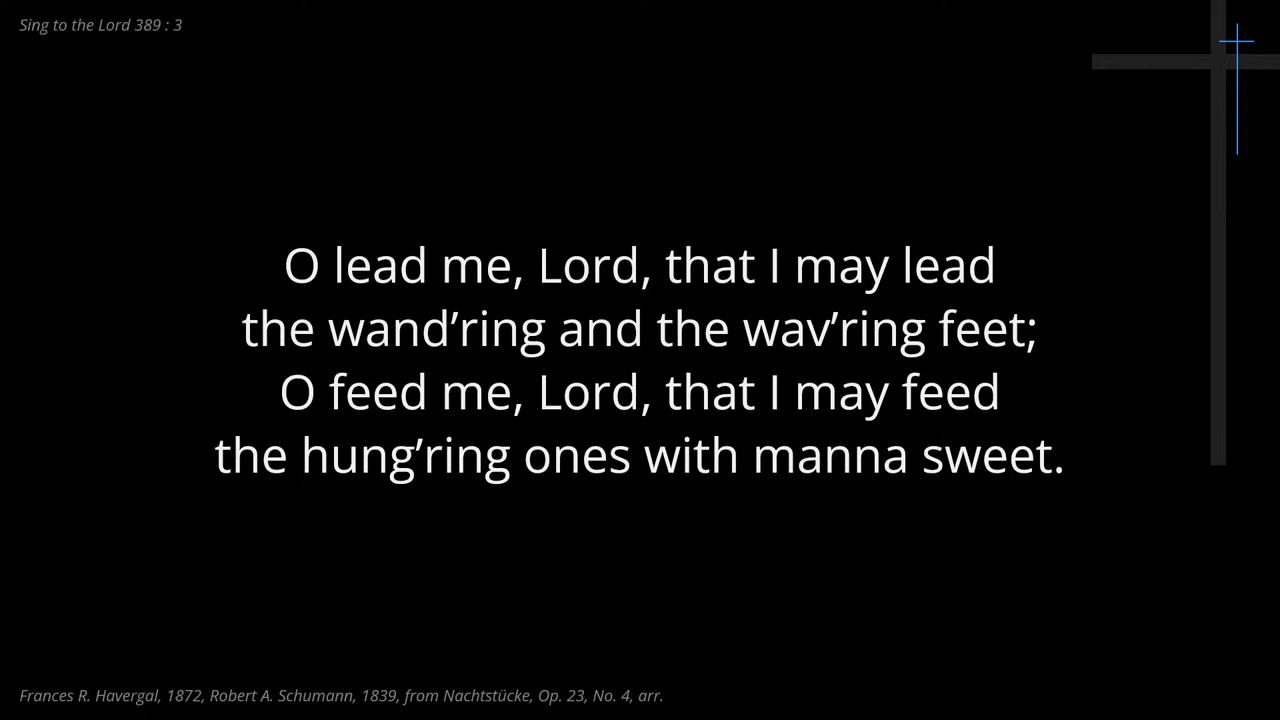 Sing to the Lord 389 : 3
O lead me, Lord, that I may lead
the wand’ring and the wav’ring feet;
O feed me, Lord, that I may feed
the hung’ring ones with manna sweet.
Frances R. Havergal, 1872, Robert A. Schumann, 1839, from Nachtstücke, Op. 23, No. 4, arr.